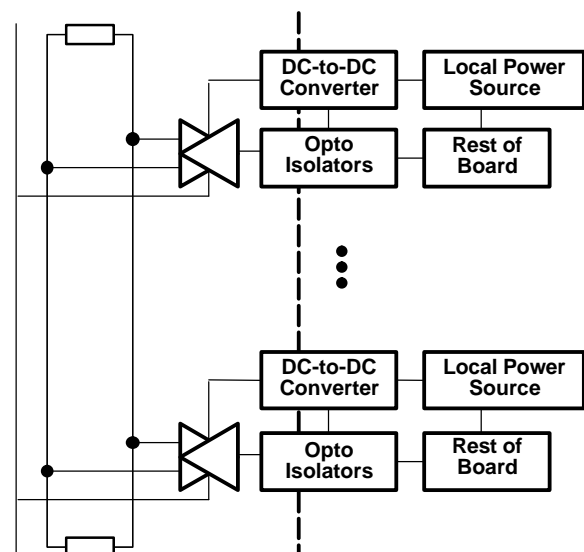 DC-to-DC
Converter
Local Power
Source
Opto
Isolators
Rest of
Board
DC-to-DC
Converter
Local Power
Source
Opto
Isolators
Rest of
Board